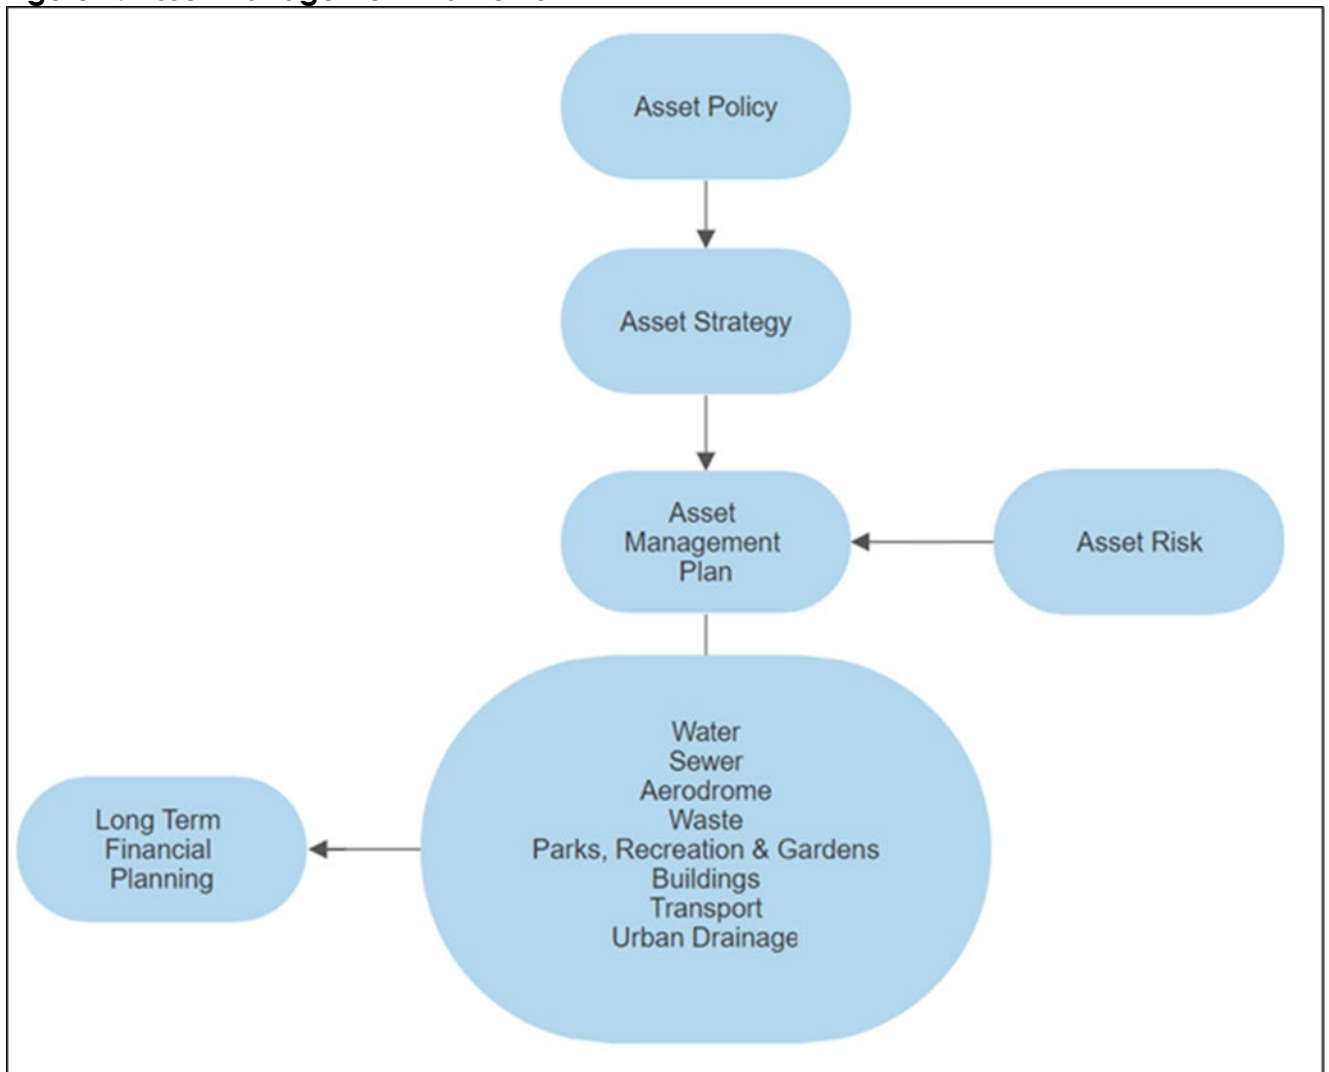 Asset Policy
Asset Strategy
Asset
Management
Plan
Asset Risk
Water
Sewer
Aerodrome
Waste
Parks, Recreation & Gardens
Buildings
Transport
Urban Drainage
Long Term
Financial
Planning